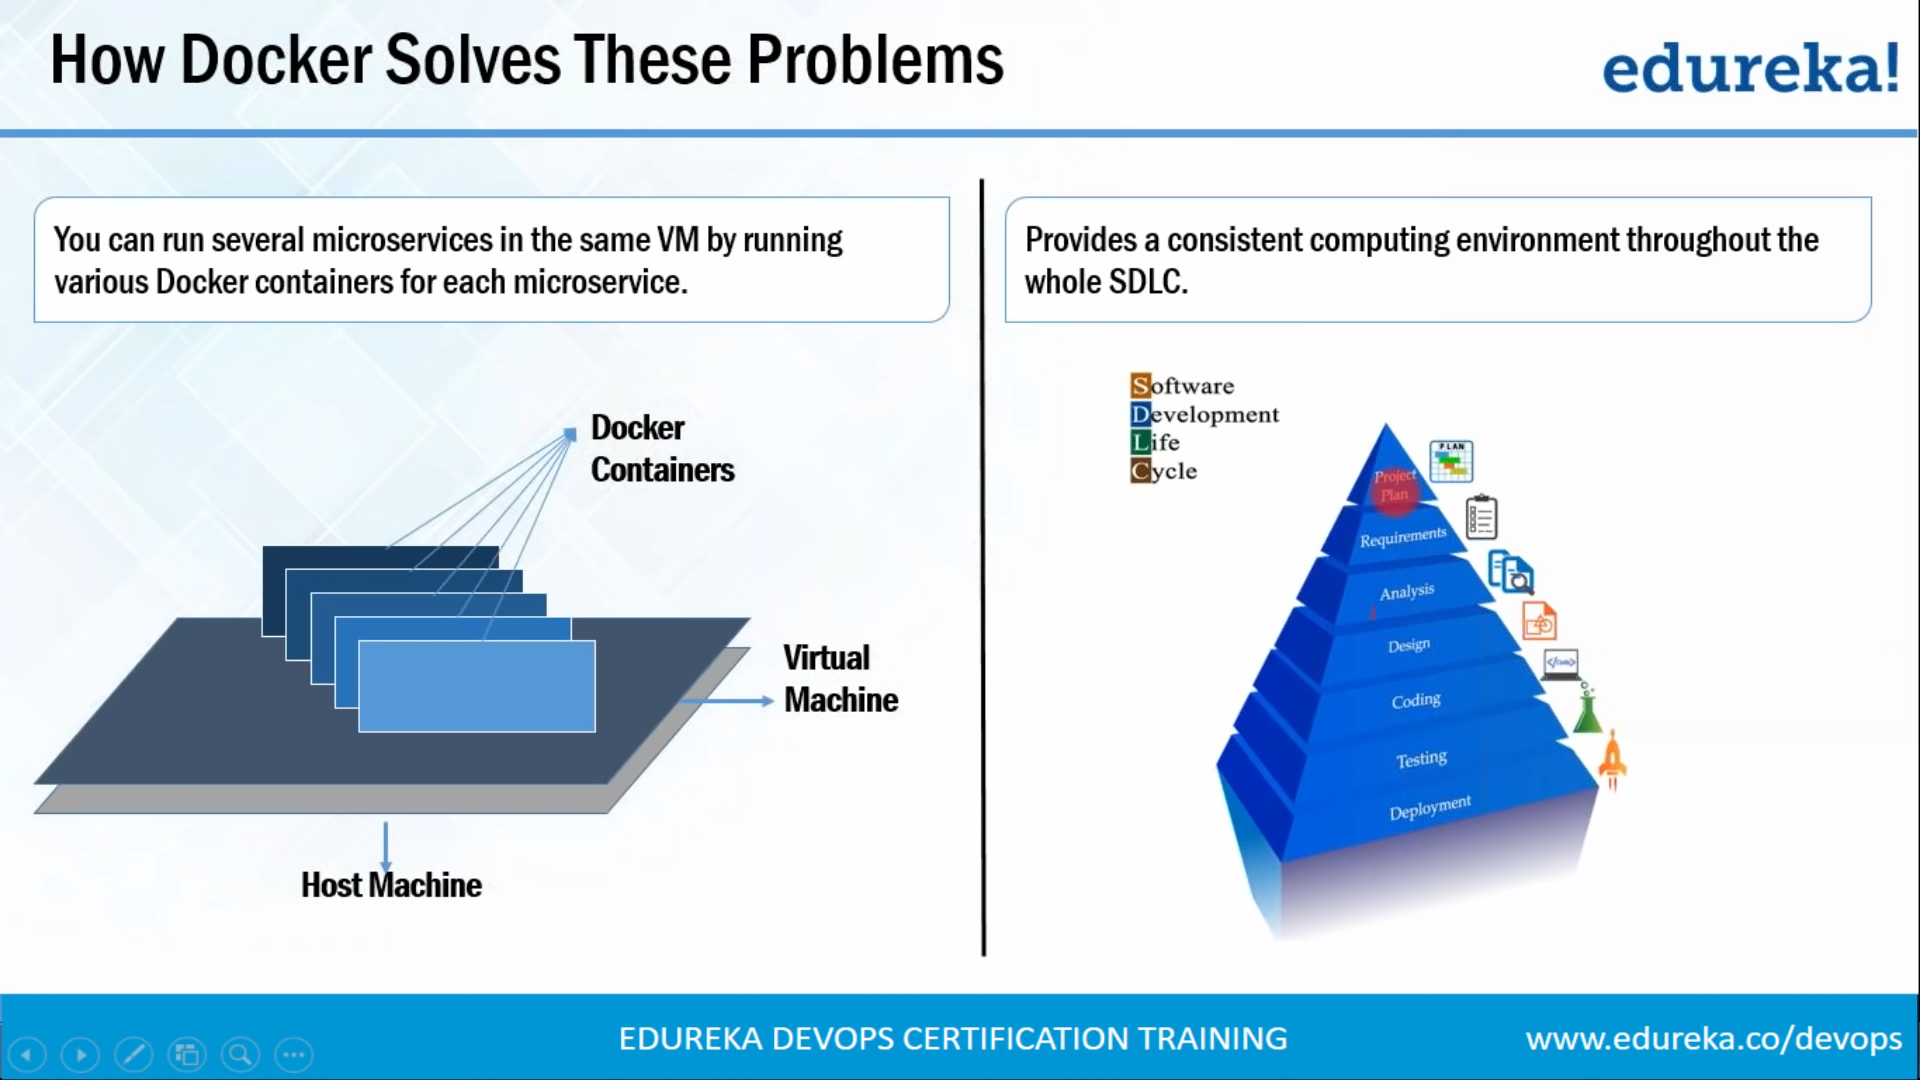 How Docker Solves These Problems
edureka!
You can run several microservices in the same VM by running
various Docker containers for each microservice.
Docker
Containers
Virtual
Machine
Host Machine
Provides a consistent computing environment throughout the
whole SDLC.
Software
Development
Life
Cycle
PLAN
Project
Plan
Requirements
Analysis
Design
</Code>
Coding
Testing
Deployment
EDUREKA DEVOPS CERTIFICATION TRAINING
www.edureka.co/devops